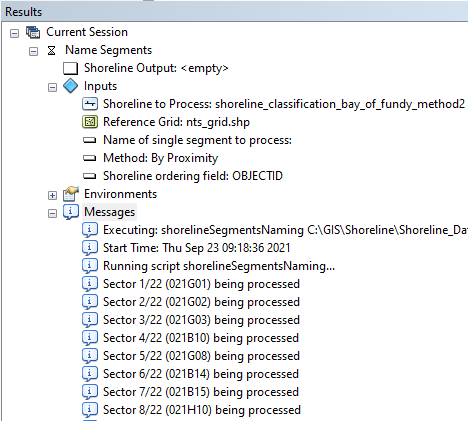 Results
Current Session
Name Segments
Shoreline Output: <empty>
Inputs
Shoreline to Process: shoreline_classification_bay_of_fundy_method2
Reference Grid: nts_grid.shp
Name of single segment to process:
Method: By Proximity
Shoreline ordering field: OBJECTID
Environments
Messages
Executing: shorelineSegmentsNaming C:\GIS\Shoreline\Shoreline_Da
Start Time: Thu Sep 23 09:18:36 2021
Running script shorelineSegmentsNaming...
Sector 1/22 (021G01) being processed
Sector 2/22 (021G02) being processed
Sector 3/22 (021G03) being processed
Sector 4/22 (021B10) being processed
Sector 5/22 (021G08) being processed
Sector 6/22 (021B14) being processed
Sector 7/22 (021B15) being processed
Sector 8/22 (021H10) being processed